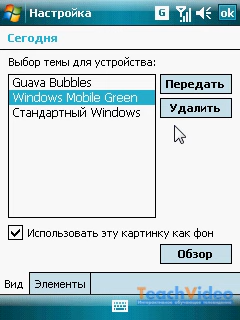 Настройка
G
ok
Сегодня
Выбор темы для устройства:
Guava Bubbles
Windows Mobile Green
Стандартный Windows
Передать
Удалить
Использовать эту картинку как фон
Обзор
Вид Элементы
TeachVideo